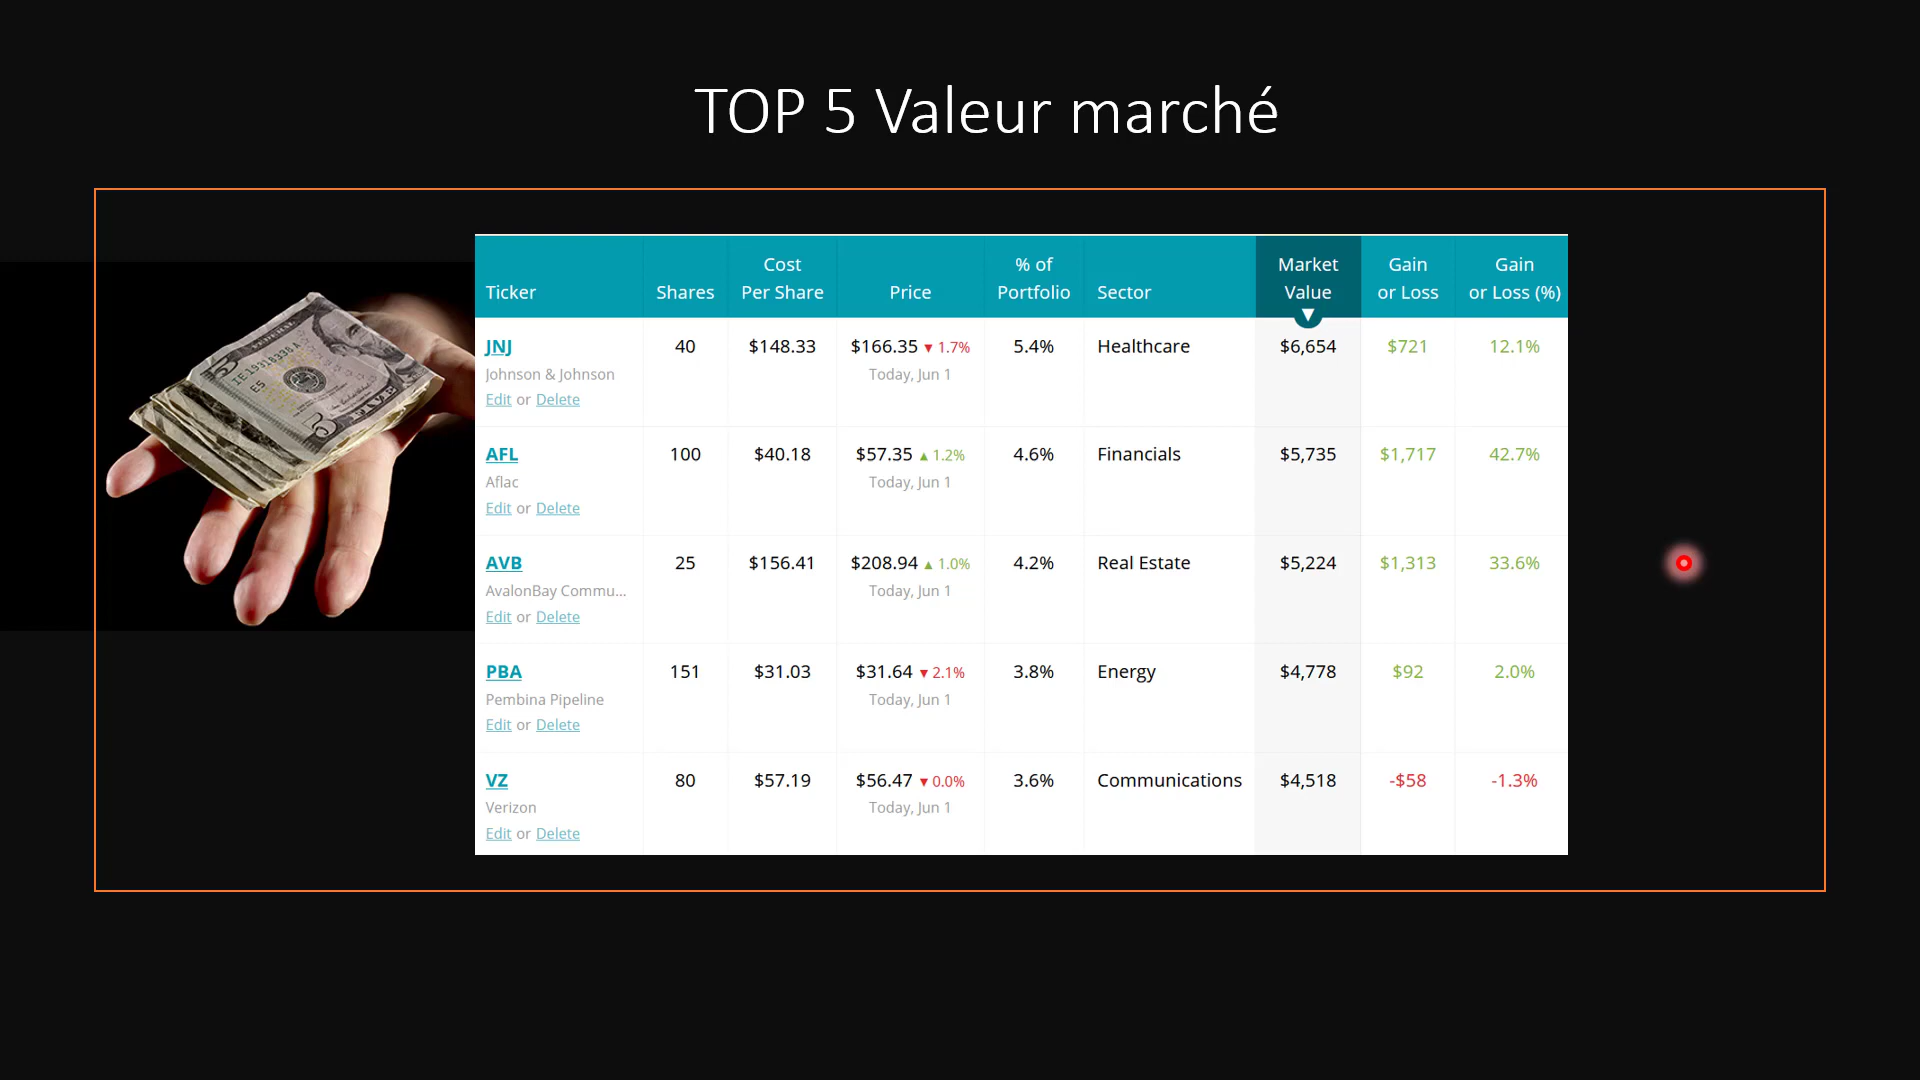 TOP 5 Valeur marché
Ticker Shares Cost Per Share Price % of Portfolio Sector Market Value ▼ Gain or Loss Gain or Loss (%)
JNJ 40 $148.33 $166.35 ▼ 1.7% 5.4% Healthcare $6,654 $721 12.1%
Johnson & Johnson Today, Jun 1
Edit or Delete
AFL 100 $40.18 $57.35 ▲ 1.2% 4.6% Financials $5,735 $1,717 42.7%
Aflac Today, Jun 1
Edit or Delete
AVB 25 $156.41 $208.94 ▲ 1.0% 4.2% Real Estate $5,224 $1,313 33.6%
AvalonBay Commu... Today, Jun 1
Edit or Delete
PBA 151 $31.03 $31.64 ▼ 2.1% 3.8% Energy $4,778 $92 2.0%
Pembina Pipeline Today, Jun 1
Edit or Delete
VZ 80 $57.19 $56.47 ▼ 0.0% 3.6% Communications $4,518 -$58 -1.3%
Verizon Today, Jun 1
Edit or Delete